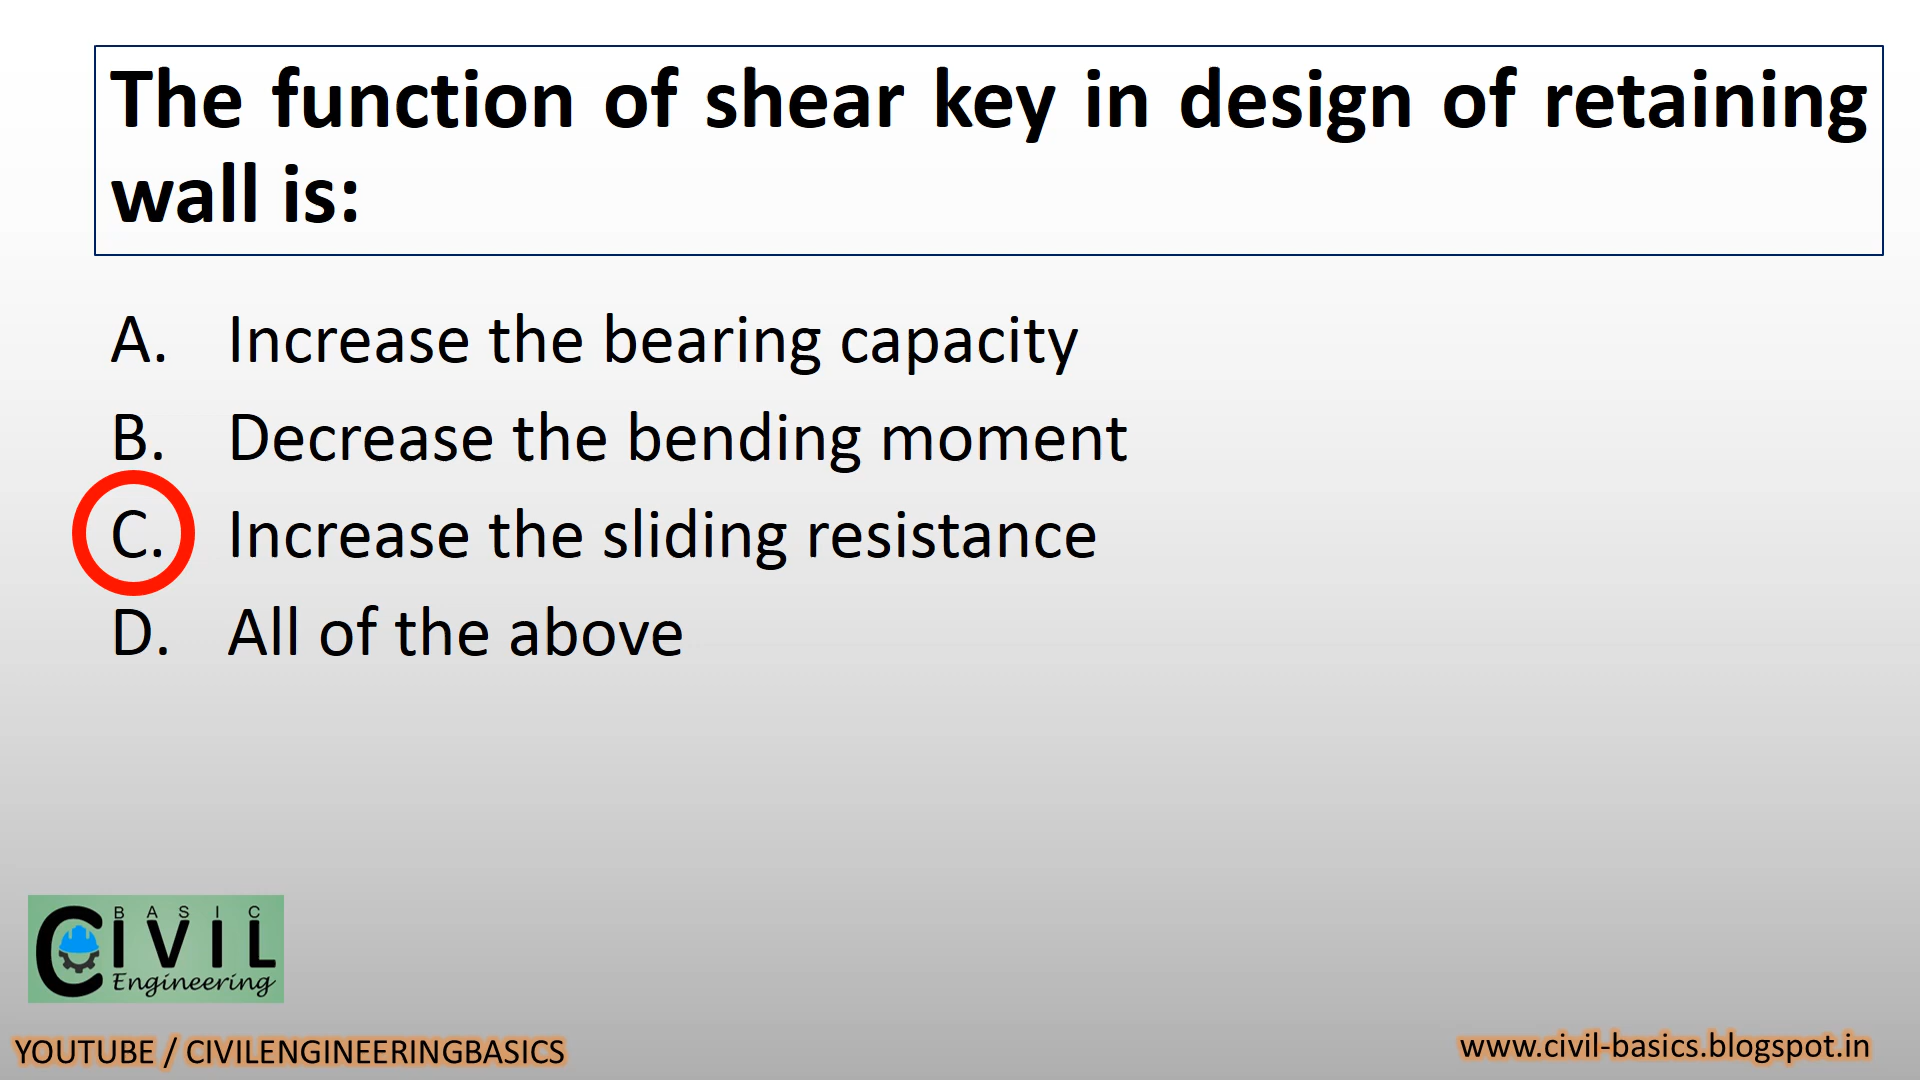 The function of shear key in design of retaining
wall is:
A. Increase the bearing capacity
B. Decrease the bending moment
C. Increase the sliding resistance
D. All of the above
BASIC
CIVIL
Engineering
YOUTUBE / CIVILENGINEERINGBASICS
www.civil-basics.blogspot.in